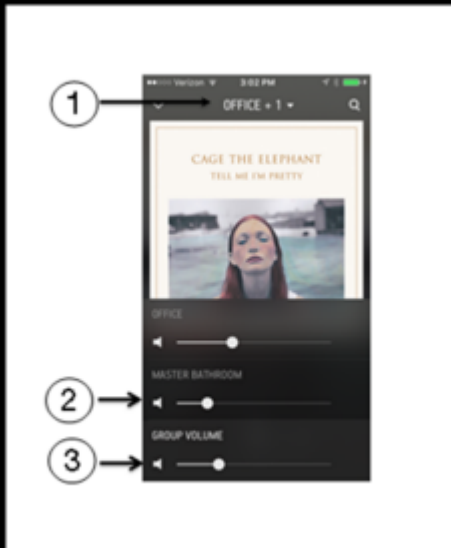 Verizon 3:02 PM
1
OFFICE + 1
CAGE THE ELEPHANT
TELL ME I'M PRETTY
OFFICE
MASTER BATHROOM
2
GROUP VOLUME
3